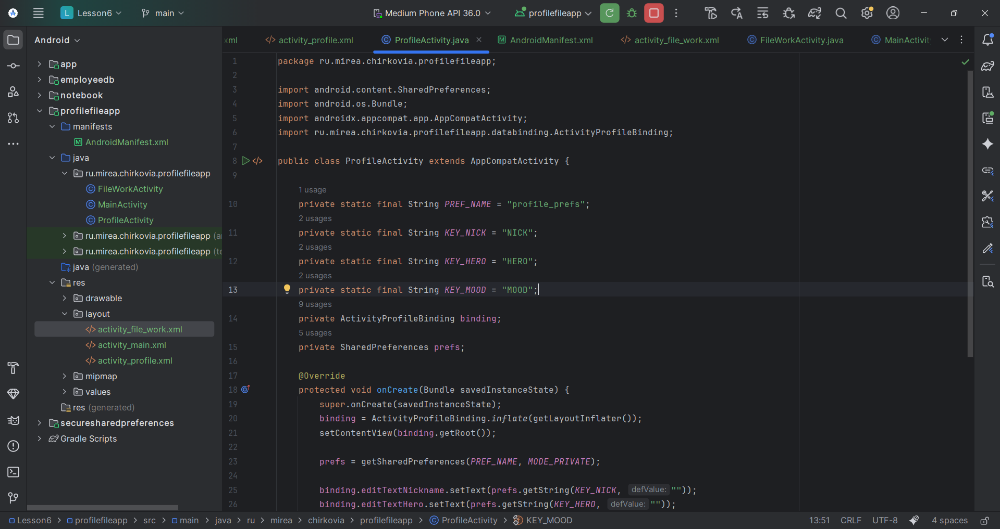 L Lesson6 main Medium Phone API 36.0 profilefileapp
Android
app
employeedb
notebook
profilefileapp
manifests
AndroidManifest.xml
java
ru.mirea.chirkovia.profilefileapp
FileWorkActivity
MainActivity
ProfileActivity
ru.mirea.chirkovia.profilefileapp (a
ru.mirea.chirkovia.profilefileapp (te
java (generated)
res
drawable
layout
activity_file_work.xml
activity_main.xml
activity_profile.xml
mipmap
values
res (generated)
securesharedpreferences
Gradle Scripts
xml activity_profile.xml ProfileActivity.java AndroidManifest.xml activity_file_work.xml FileWorkActivity.java MainActivit
1 package ru.mirea.chirkovia.profilefileapp;
2
3 import android.content.SharedPreferences;
4 import android.os.Bundle;
5 import androidx.appcompat.app.AppCompatActivity;
6 import ru.mirea.chirkovia.profilefileapp.databinding.ActivityProfileBinding;
7
8 public class ProfileActivity extends AppCompatActivity {
9
1 usage
10 private static final String PREF_NAME = "profile_prefs";
2 usages
11 private static final String KEY_NICK = "NICK";
2 usages
12 private static final String KEY_HERO = "HERO";
2 usages
13 private static final String KEY_MOOD = "MOOD";
9 usages
14 private ActivityProfileBinding binding;
5 usages
15 private SharedPreferences prefs;
16
17 @Override
18 protected void onCreate(Bundle savedInstanceState) {
19 super.onCreate(savedInstanceState);
20 binding = ActivityProfileBinding.inflate(getLayoutInflater());
21 setContentView(binding.getRoot());
22
23 prefs = getSharedPreferences(PREF_NAME, MODE_PRIVATE);
24
25 binding.editTextNickname.setText(prefs.getString(KEY_NICK, defValue: ""));
26 binding.editTextHero.setText(prefs.getString(KEY_HERO, defValue: ""));
Lesson6 > profilefileapp > src > main > java > ru > mirea > chirkovia > profilefileapp > ProfileActivity > KEY_MOOD 13:51 CRLF UTF-8 4 spaces